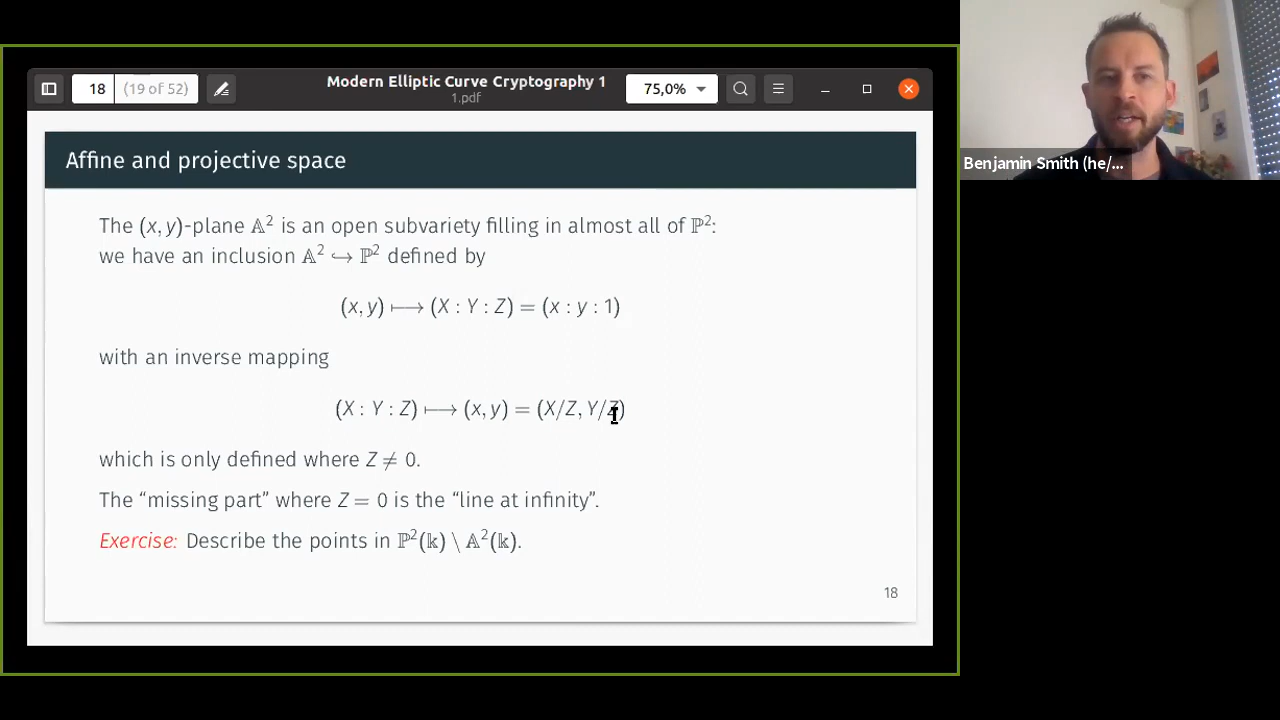 18 (19 of 52) Modern Elliptic Curve Cryptography 1 75,0%
1.pdf
Affine and projective space
Benjamin Smith (he/...
The (x, y)-plane 𝔸² is an open subvariety filling in almost all of ℙ²:
we have an inclusion 𝔸² ↪ ℙ² defined by
(x, y) ⟼ (X : Y : Z) = (x : y : 1)
with an inverse mapping
(X : Y : Z) ⟼ (x, y) = (X/Z, Y/Z)
which is only defined where Z ≠ 0.
The “missing part” where Z = 0 is the “line at infinity”.
Exercise: Describe the points in ℙ²(𝕜) \ 𝔸²(𝕜).
18